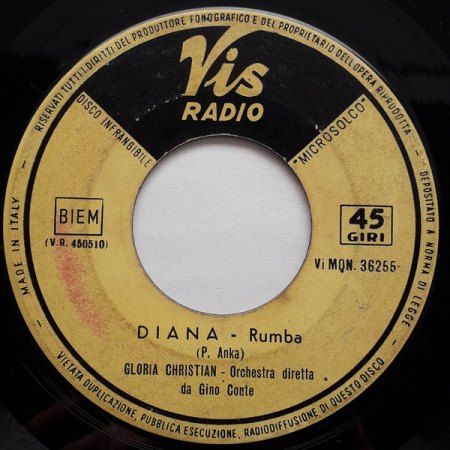 RISERVATI TUTTI I DIRITTI DEL PRODUTTORE FONOGRAFICO E DEL PROPRIETARIO DELL'OPERA RIPRODOTTA
Vis
RADIO
DISCO INFRANGIBILE
"MICROSOLCO"
MADE IN ITALY
DEPOSITATO A NORMA DI LEGGE
BIEM
(V.R. 450510)
45
GIRI
Vi MQN. 36255
DIANA - Rumba
(P. Anka)
GLORIA CHRISTIAN - Orchestra diretta
da Gino Conte
VIETATA DUPLICAZIONE, PUBBLICA ESECUZIONE, RADIODIFFUSIONE DI QUESTO DISCO